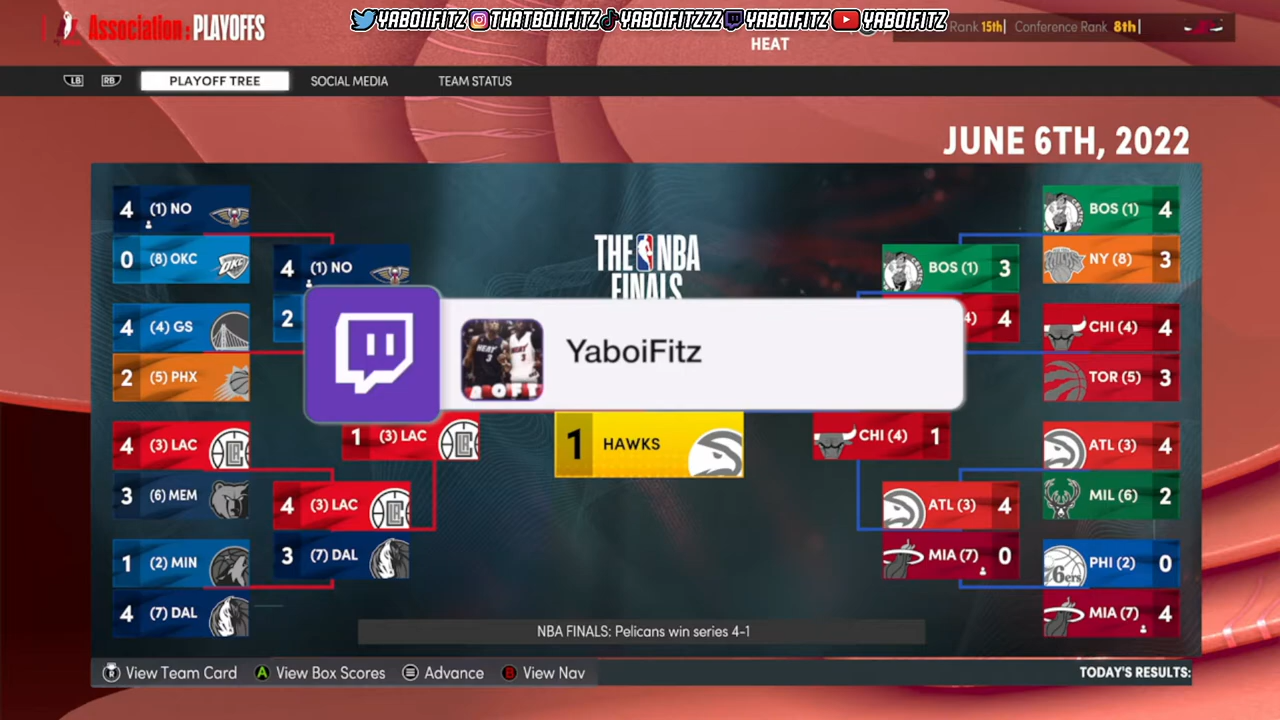 YABOIIFITZ THATBOIIFITZ YABOIFITZZZ YABOIFITZ YABOIFITZ
Association: PLAYOFFS
HEAT
Rank 15th| Conference Rank 8th|
LB RB PLAYOFF TREE SOCIAL MEDIA TEAM STATUS
JUNE 6TH, 2022
4 (1) NO
0 (8) OKC
4 (4) GS
2 (5) PHX
4 (3) LAC
3 (6) MEM
1 (2) MIN
4 (7) DAL
4 (1) NO
2
4 (3) LAC
3 (7) DAL
1 (3) LAC
THE NBA
FINALS
YaboiFitz
1 HAWKS
CHI (4) 1
BOS (1) 3
4) 4
ATL (3) 4
MIA (7) 0
BOS (1) 4
NY (8) 3
CHI (4) 4
TOR (5) 3
ATL (3) 4
MIL (6) 2
PHI (2) 0
MIA (7) 4
NBA FINALS: Pelicans win series 4-1
R View Team Card A View Box Scores Advance B View Nav
TODAY'S RESULTS: